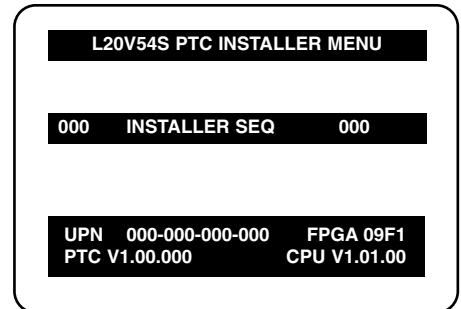 L20V54S PTC INSTALLER MENU
000 INSTALLER SEQ 000
UPN 000-000-000-000 FPGA 09F1
PTC V1.00.000 CPU V1.01.00